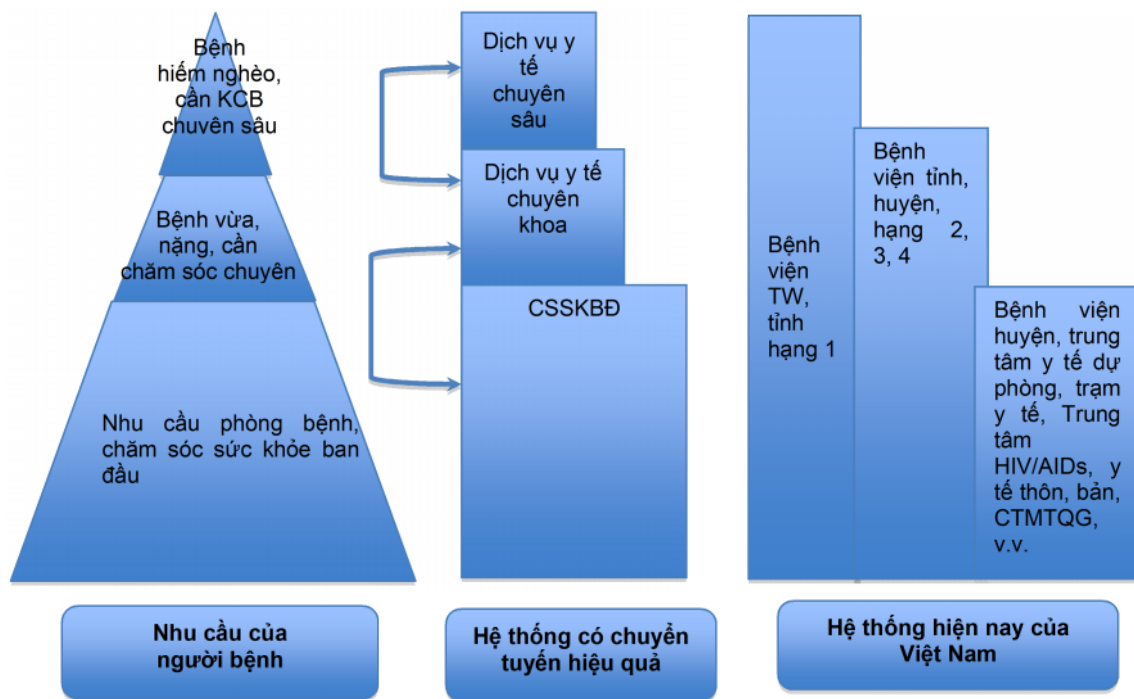 Bệnh
hiếm nghèo,
cần KCB
chuyên sâu
Bệnh vừa,
nặng, cần
chăm sóc chuyên
Nhu cầu phòng bệnh,
chăm sóc sức khỏe ban
đầu
Nhu cầu của
người bệnh
Dịch vụ y
tế
chuyên
sâu
Dịch vụ y tế
chuyên
khoa
CSSKBĐ
Hệ thống có chuyển
tuyến hiệu quả
Bệnh
viện
TW,
tỉnh
hạng 1
Bệnh
viện tỉnh,
huyện,
hạng 2,
3, 4
Bệnh viện
huyện, trung
tâm y tế dự
phòng, trạm
y tế, Trung
tâm
HIV/AIDs, y
tế thôn, bản,
CTMTQG,
v.v.
Hệ thống hiện nay của
Việt Nam